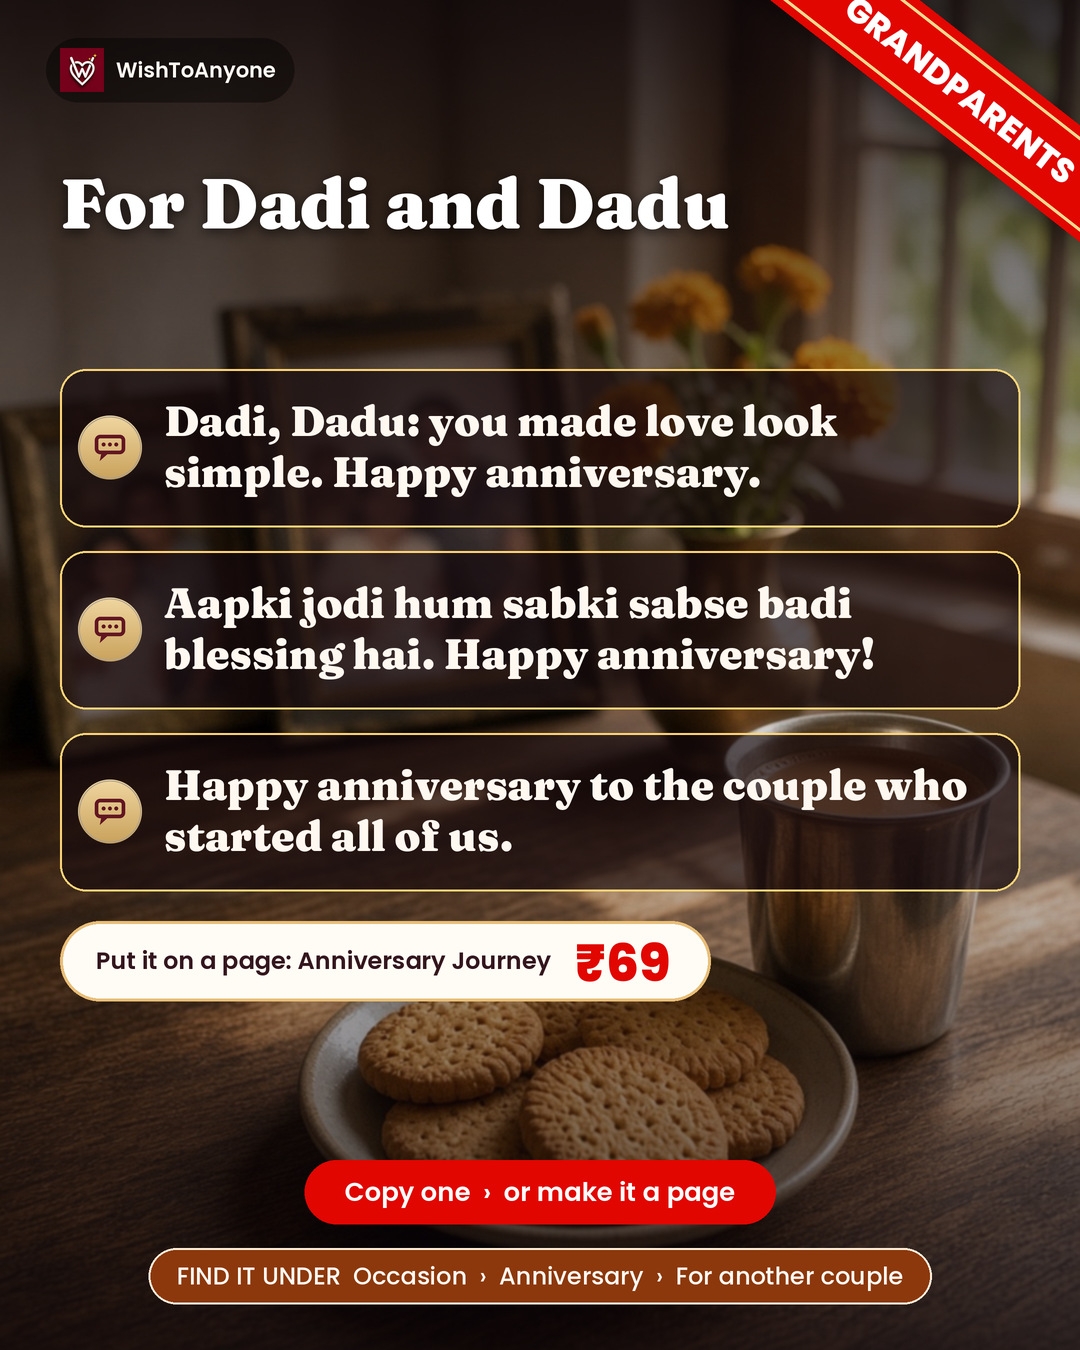 WishToAnyone
GRANDPARENTS
For Dadi and Dadu
Dadi, Dadu: you made love look
simple. Happy anniversary.
Aapki jodi hum sabki sabse badi
blessing hai. Happy anniversary!
Happy anniversary to the couple who
started all of us.
Put it on a page: Anniversary Journey ₹69
Copy one › or make it a page
FIND IT UNDER Occasion › Anniversary › For another couple